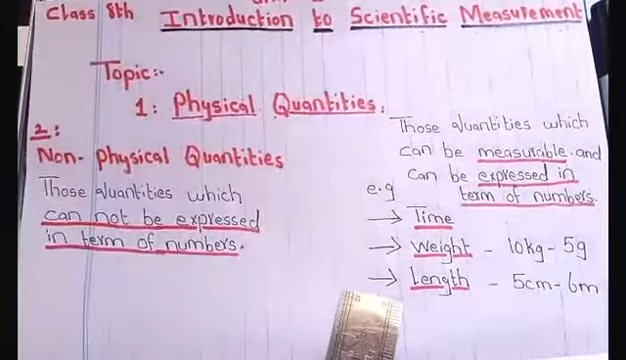 Class 8th Introduction to Scientific Measurement
Topic:-
1: Physical Quantities.
Those Quantities which
can be measurable and
can be expressed in
term of numbers.
e.g
→ Time
→ Weight - 10kg - 5g
→ Length - 5cm - 6m
2:
Non-physical Quantities
Those Quantities which
can not be expressed
in term of numbers.